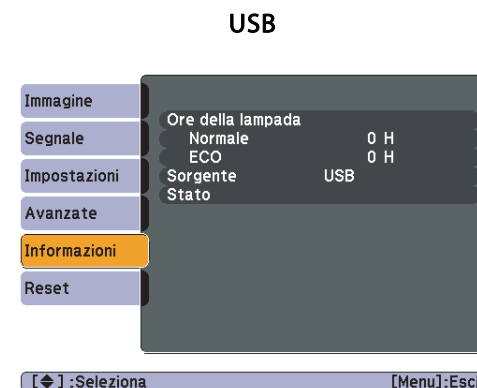 USB
Immagine
Segnale
Impostazioni
Avanzate
Informazioni
Reset
Ore della lampada
Normale 0 H
ECO 0 H
Sorgente USB
Stato
[◆] :Seleziona [Menu]:Esci